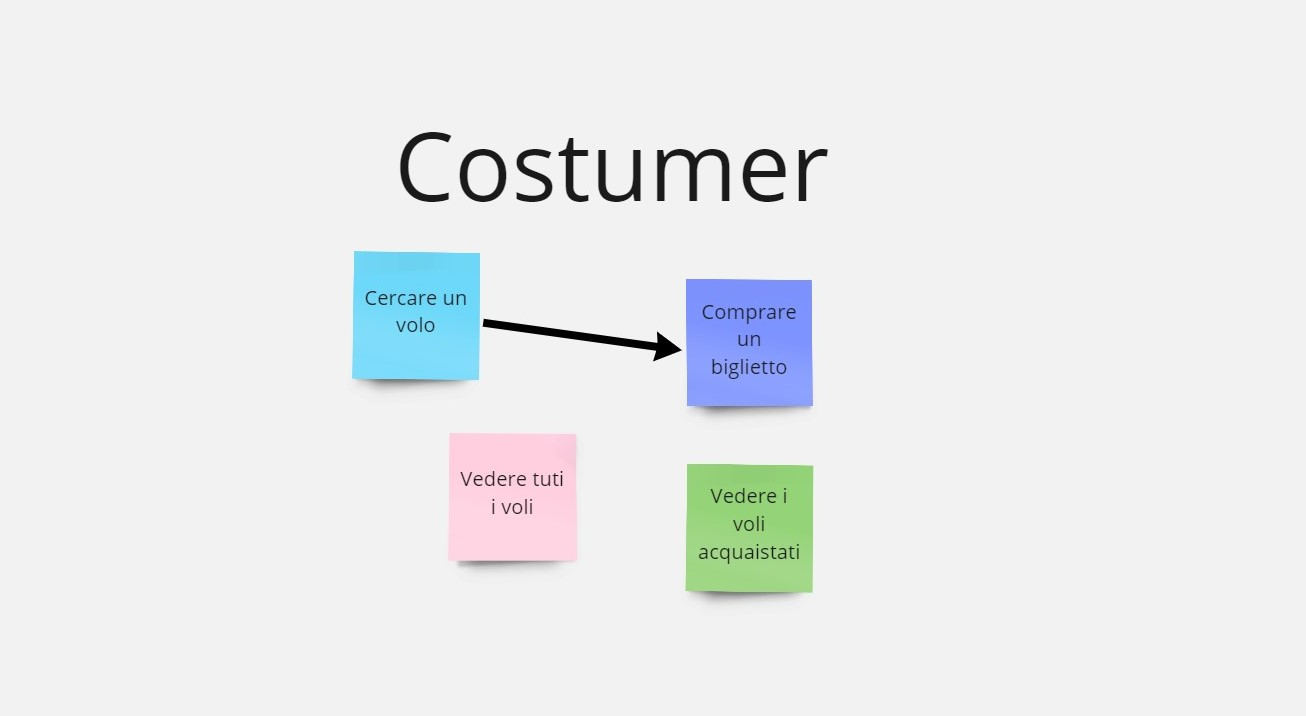 Costumer
Cercare un
volo
Comprare
un
biglietto
Vedere tuti
i voli
Vedere i
voli
acquaistati